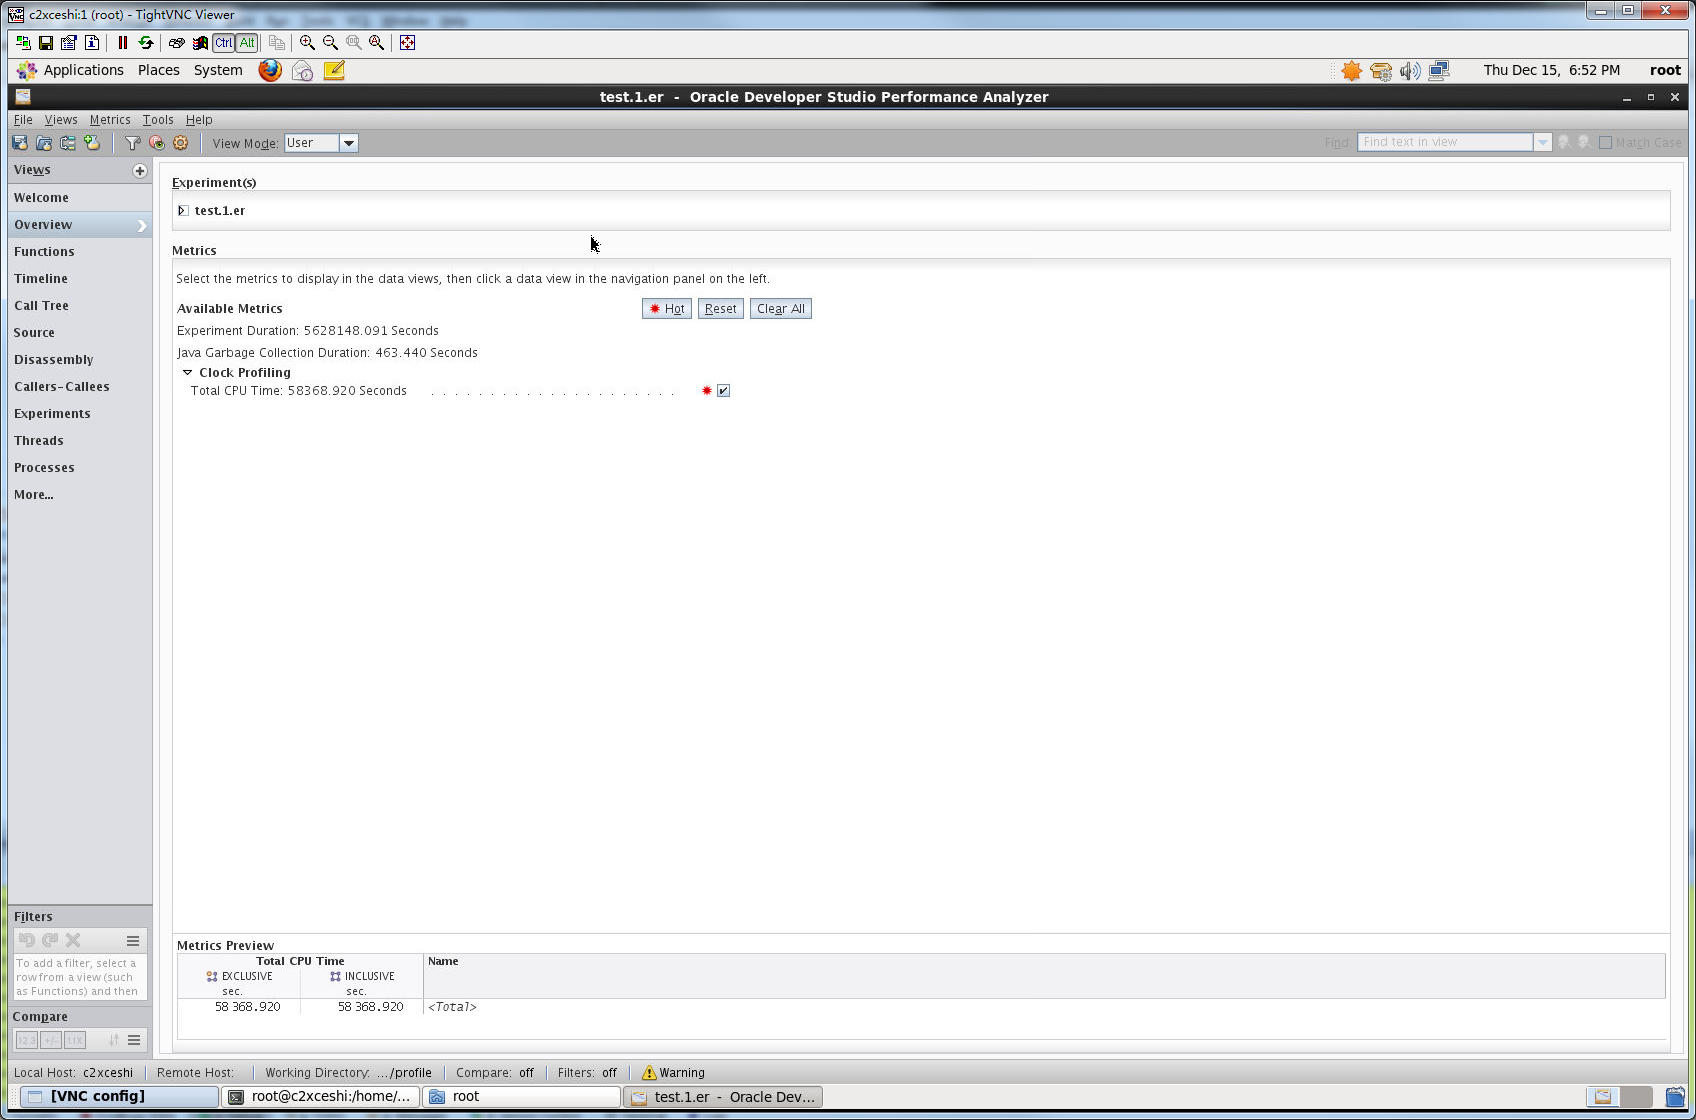 c2xceshi:1 (root) - TightVNC Viewer
Ctrl Alt
Applications Places System
Thu Dec 15, 6:52 PM root
test.1.er - Oracle Developer Studio Performance Analyzer
File Views Metrics Tools Help
View Mode: User
Find: Find text in view Match Case
Views
Welcome
Overview
Functions
Timeline
Call Tree
Source
Disassembly
Callers-Callees
Experiments
Threads
Processes
More...
Experiment(s)
test.1.er
Metrics
Select the metrics to display in the data views, then click a data view in the navigation panel on the left.
Available Metrics Hot Reset Clear All
Experiment Duration: 5628148.091 Seconds
Java Garbage Collection Duration: 463.440 Seconds
Clock Profiling
Total CPU Time: 58368.920 Seconds . . . . . . . . . . . . . . . . . . . . .
Filters
To add a filter, select a
row from a view (such
as Functions) and then
Compare
12.3 +/- 1.1X
Metrics Preview
Total CPU Time Name
EXCLUSIVE INCLUSIVE
sec. sec.
58 368.920 58 368.920 <Total>
Local Host: c2xceshi Remote Host: Working Directory: .../profile Compare: off Filters: off Warning
[VNC config] root@c2xceshi:/home/... root test.1.er - Oracle Dev...